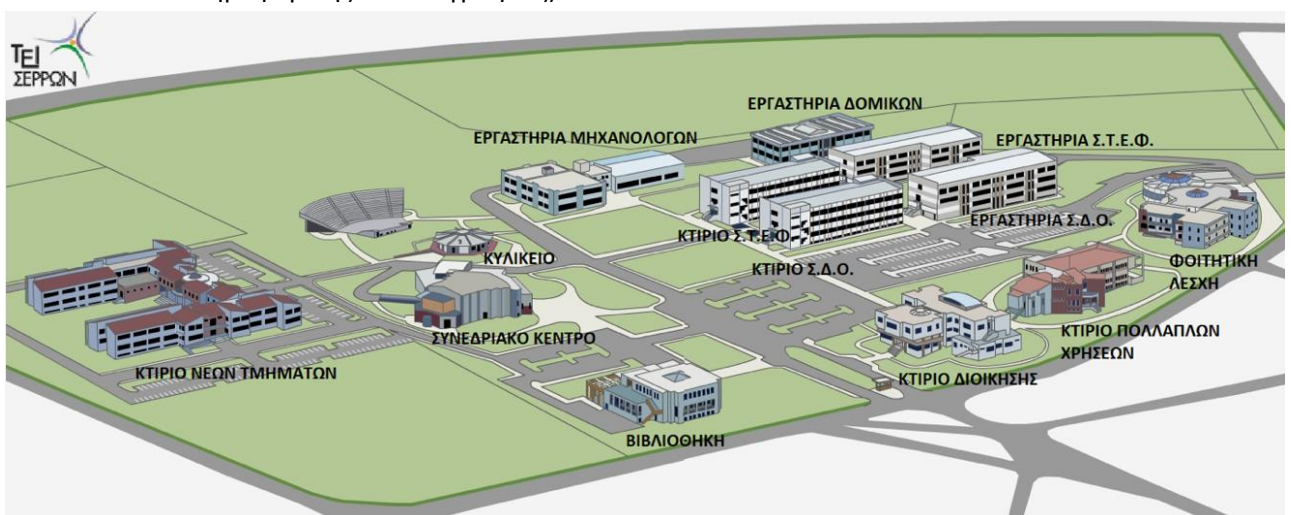 ΤΕΙ
ΣΕΡΡΩΝ
ΕΡΓΑΣΤΗΡΙΑ ΔΟΜΙΚΩΝ
ΕΡΓΑΣΤΗΡΙΑ ΜΗΧΑΝΟΛΟΓΩΝ
ΕΡΓΑΣΤΗΡΙΑ Σ.Τ.Ε.Φ.
ΕΡΓΑΣΤΗΡΙΑ Σ.Δ.Ο.
ΚΤΙΡΙΟ Σ.Τ.Ε.Φ.
ΚΥΛΙΚΕΙΟ
ΚΤΙΡΙΟ Σ.Δ.Ο.
ΦΟΙΤΗΤΙΚΗ
ΛΕΣΧΗ
ΣΥΝΕΔΡΙΑΚΟ ΚΕΝΤΡΟ
ΚΤΙΡΙΟ ΠΟΛΛΑΠΛΩΝ
ΧΡΗΣΕΩΝ
ΚΤΙΡΙΟ ΝΕΩΝ ΤΜΗΜΑΤΩΝ
ΚΤΙΡΙΟ ΔΙΟΙΚΗΣΗΣ
ΒΙΒΛΙΟΘΗΚΗ